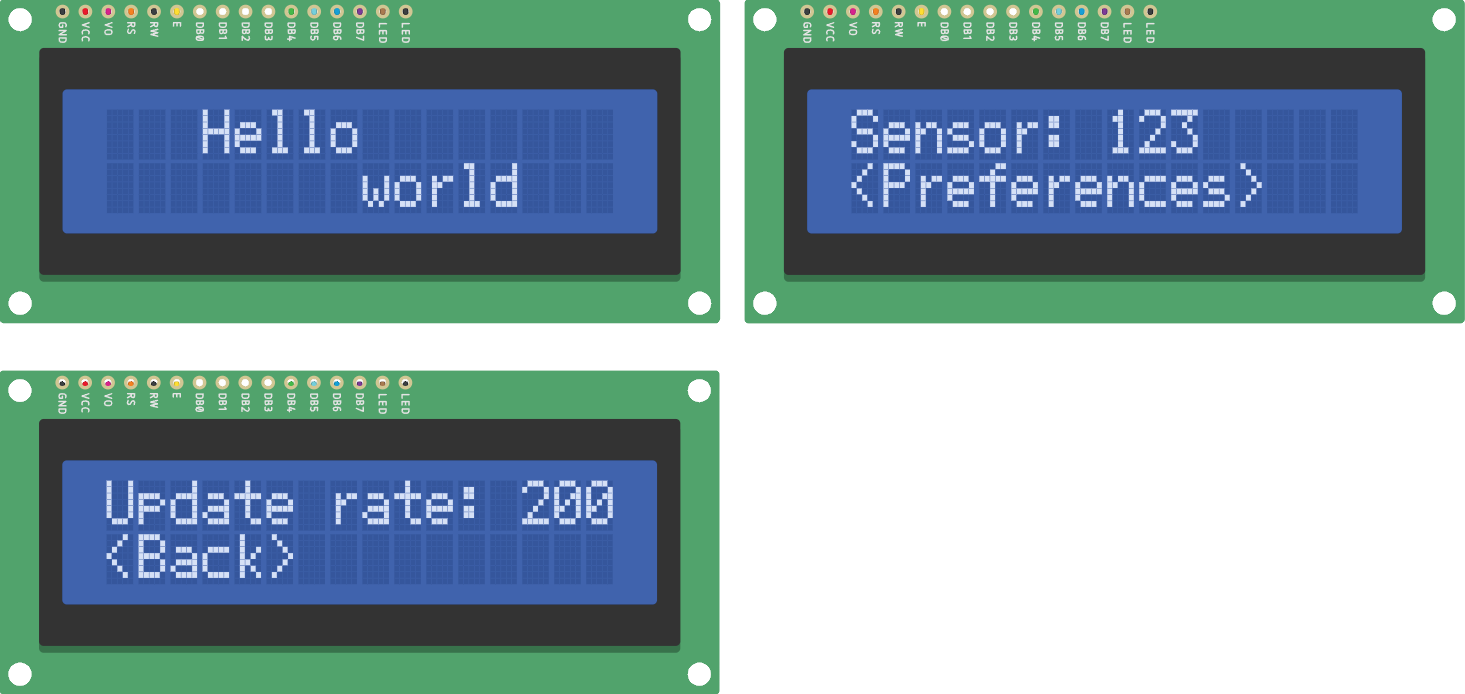 GND VCC VO RS RW E DB0 DB1 DB2 DB3 DB4 DB5 DB6 DB7 LED LED
Hello
world
GND VCC VO RS RW E DB0 DB1 DB2 DB3 DB4 DB5 DB6 DB7 LED LED
Sensor: 123
<Preferences>
GND VCC VO RS RW E DB0 DB1 DB2 DB3 DB4 DB5 DB6 DB7 LED LED
Update rate: 200
<Back>